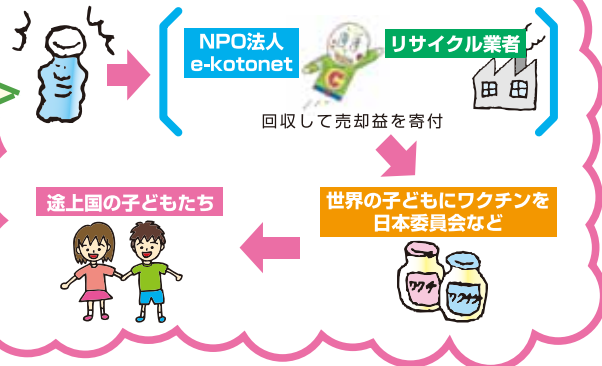 NPO法人
e-kotonet
C
リサイクル業者
回収して売却益を寄付
途上国の子どもたち
世界の子どもにワクチンを
日本委員会など
ワクチ
ワクチン